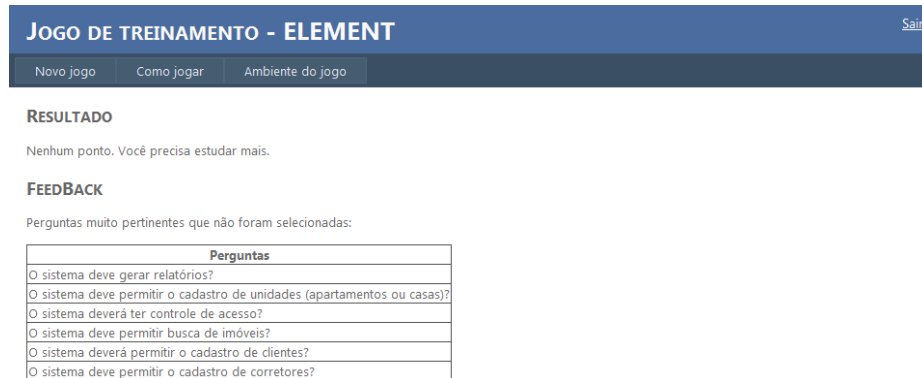 JOGO DE TREINAMENTO - ELEMENT
Sair
Novo jogo Como jogar Ambiente do jogo
RESULTADO
Nenhum ponto. Você precisa estudar mais.
FEEDBACK
Perguntas muito pertinentes que não foram selecionadas:
Perguntas
O sistema deve gerar relatórios?
O sistema deve permitir o cadastro de unidades (apartamentos ou casas)?
O sistema deverá ter controle de acesso?
O sistema deve permitir busca de imóveis?
O sistema deverá permitir o cadastro de clientes?
O sistema deve permitir o cadastro de corretores?